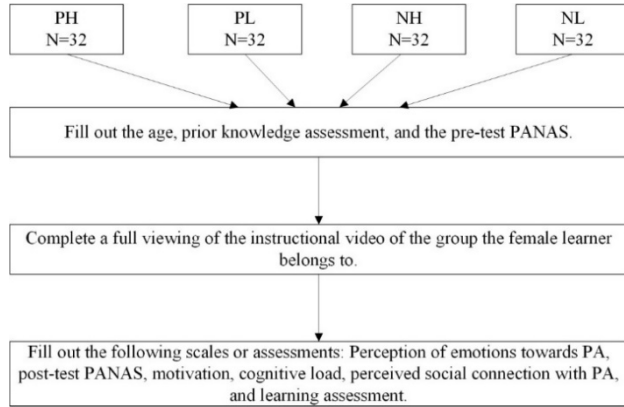 PH
N=32
PL
N=32
NH
N=32
NL
N=32
Fill out the age, prior knowledge assessment, and the pre-test PANAS.
Complete a full viewing of the instructional video of the group the female learner
belongs to.
Fill out the following scales or assessments: Perception of emotions towards PA,
post-test PANAS, motivation, cognitive load, perceived social connection with PA,
and learning assessment.